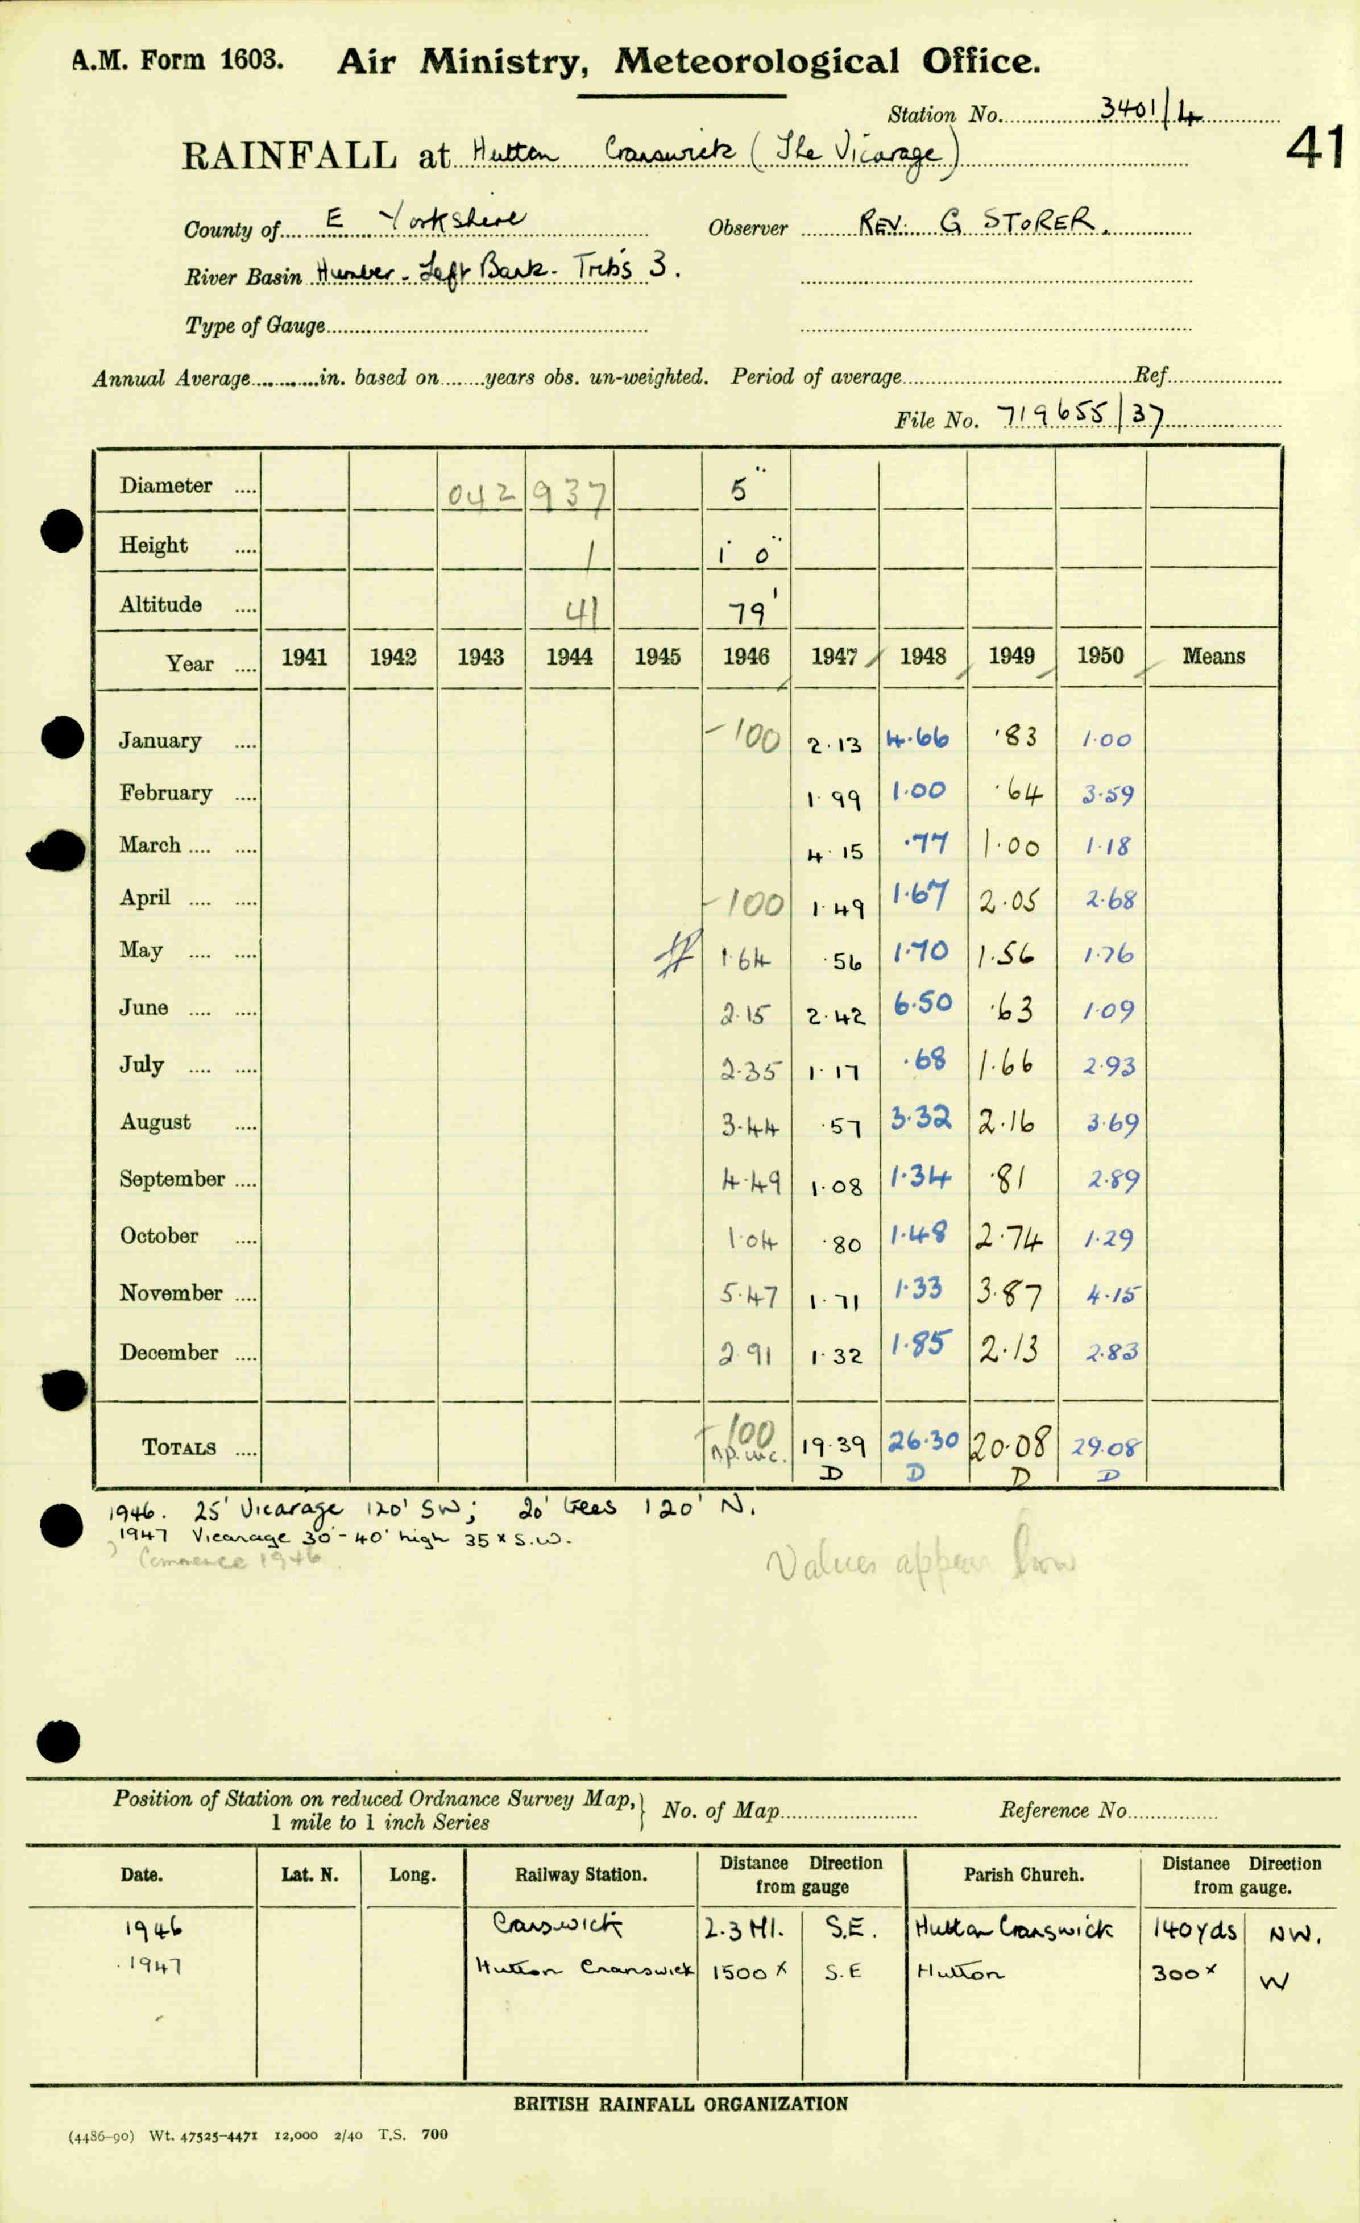 A.M. Form 1603. Air Ministry, Meteorological Office.
Station No. 3401/4
41
RAINFALL at Hutton Cranswick (The Vicarage)
County of E Yorkshire Observer REV. G STORER.
River Basin Humber - Left Bank - Tribs 3.
Type of Gauge
Annual Average in. based on years obs. un-weighted. Period of average Ref.
File No. 719655/37
Diameter 042 937 5"
Height 1 1' 0"
Altitude 41 79'
Year 1941 1942 1943 1944 1945 1946 1947 1948 1949 1950 Means
January -100 2.13 4.66 .83 1.00
February 1.99 1.00 .64 3.59
March 4.15 .77 1.00 1.18
April -100 1.49 1.67 2.05 2.68
May # 1.64 .56 1.70 1.56 1.76
June 2.15 2.42 6.50 .63 1.09
July 2.35 1.17 .68 1.66 2.93
August 3.44 .57 3.32 2.16 3.69
September 4.49 1.08 1.34 .81 2.89
October 1.04 .80 1.48 2.74 1.29
November 5.47 1.71 1.33 3.87 4.15
December 2.91 1.32 1.85 2.13 2.83
TOTALS -100 19.39 26.30 20.08 29.08
inc. D D D D
1946. 25' Vicarage 120' SW; 20' trees 120' N.
1947 Vicarage 30'-40' high 35 x S.W.
? Commence 1946
Values appear low
Position of Station on reduced Ordnance Survey Map, 1 mile to 1 inch Series } No. of Map Reference No.
Date. Lat. N. Long. Railway Station. Distance Direction from gauge Parish Church. Distance Direction from gauge.
1946 Cranswick 2.3 MI. S.E. Hutton Cranswick 140yds NW.
1947 Hutton Cranswick 1500 x S.E Hutton 300 x W
BRITISH RAINFALL ORGANIZATION
(4486-90) Wt. 47525-4471 12,000 2/40 T.S. 700